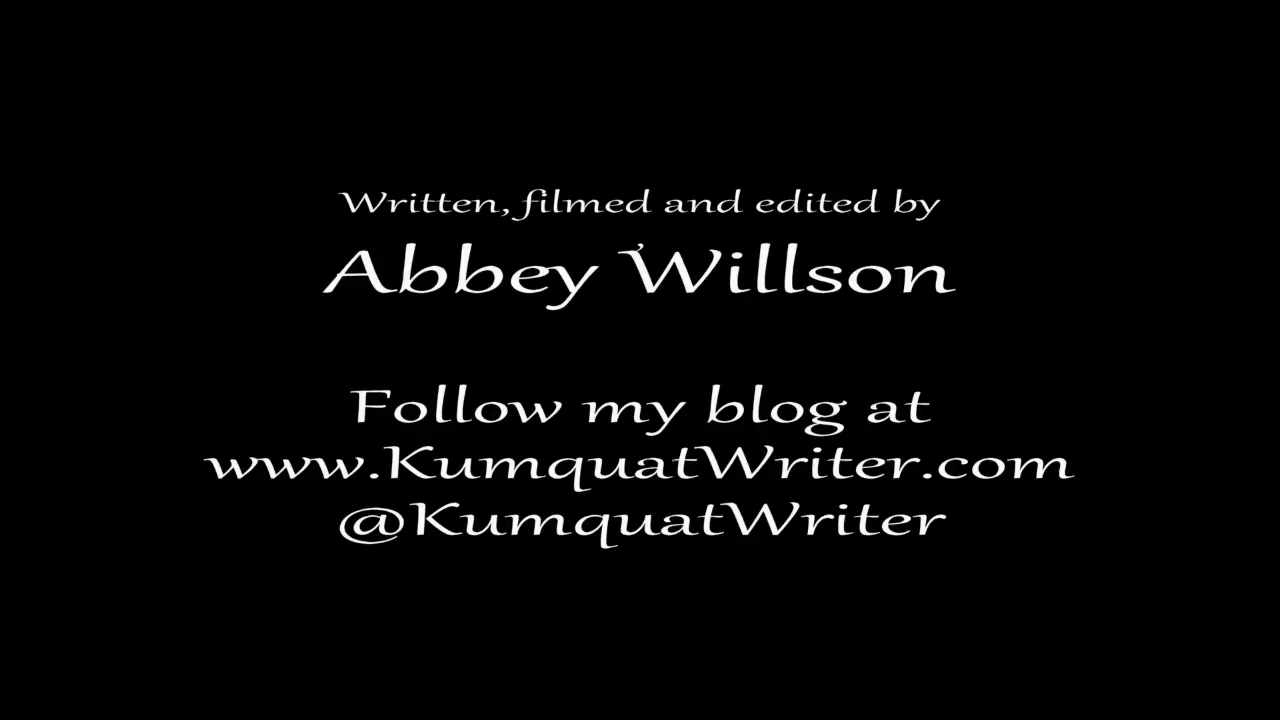 Written, filmed and edited by
Abbey Willson
Follow my blog at
www.KumquatWriter.com
@KumquatWriter